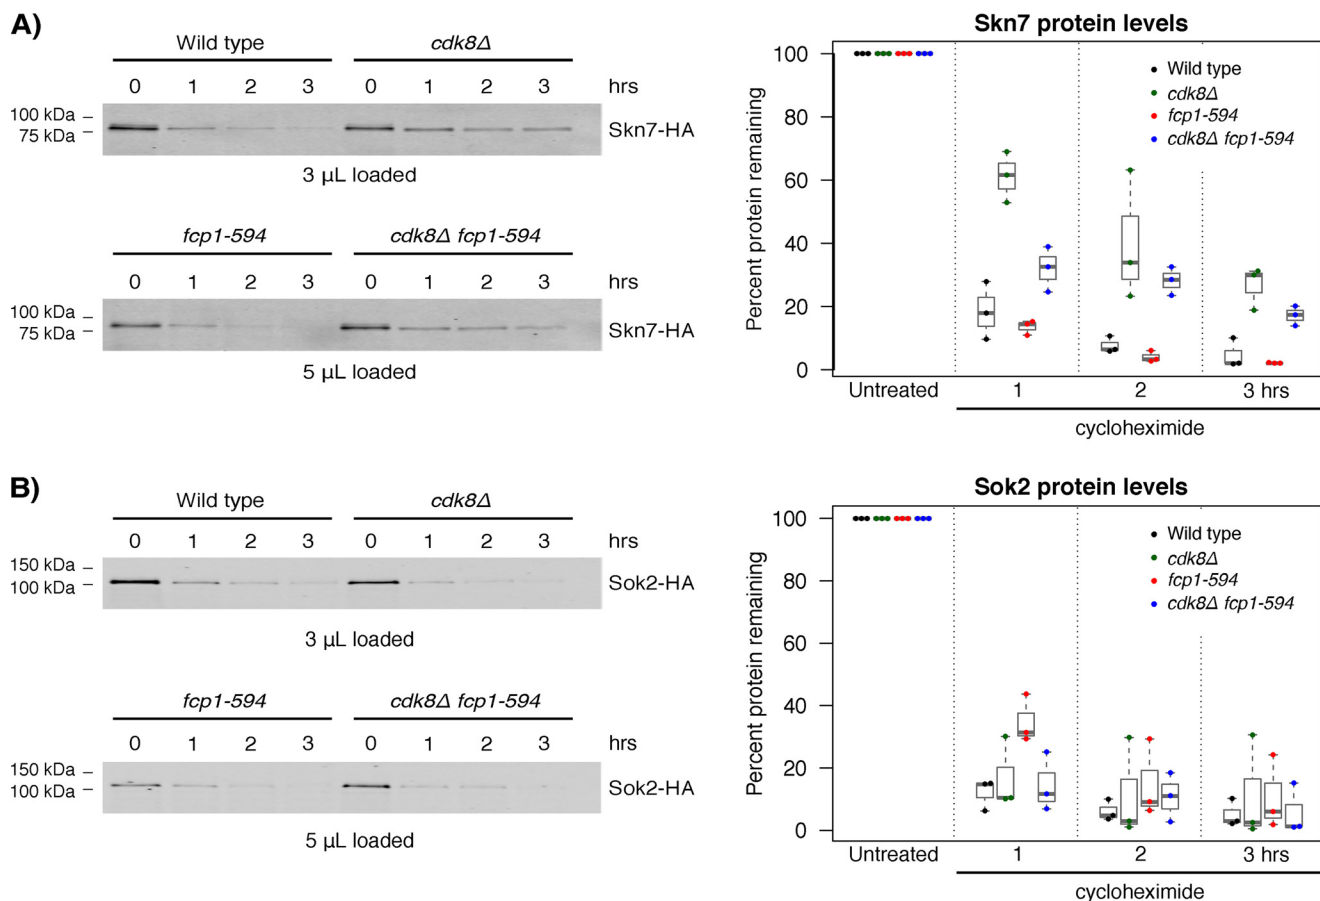 A)
Wild type cdk8Δ
0 1 2 3 0 1 2 3 hrs
100 kDa
75 kDa
Skn7-HA
3 µL loaded
fcp1-594 cdk8Δ fcp1-594
0 1 2 3 0 1 2 3 hrs
100 kDa
75 kDa
Skn7-HA
5 µL loaded
Skn7 protein levels
Percent protein remaining
100
80
60
40
20
0
Wild type
cdk8Δ
fcp1-594
cdk8Δ fcp1-594
Untreated 1 2 3 hrs
cycloheximide
B)
Wild type cdk8Δ
0 1 2 3 0 1 2 3 hrs
150 kDa
100 kDa
Sok2-HA
3 µL loaded
fcp1-594 cdk8Δ fcp1-594
0 1 2 3 0 1 2 3 hrs
150 kDa
100 kDa
Sok2-HA
5 µL loaded
Sok2 protein levels
Percent protein remaining
100
80
60
40
20
0
Wild type
cdk8Δ
fcp1-594
cdk8Δ fcp1-594
Untreated 1 2 3 hrs
cycloheximide